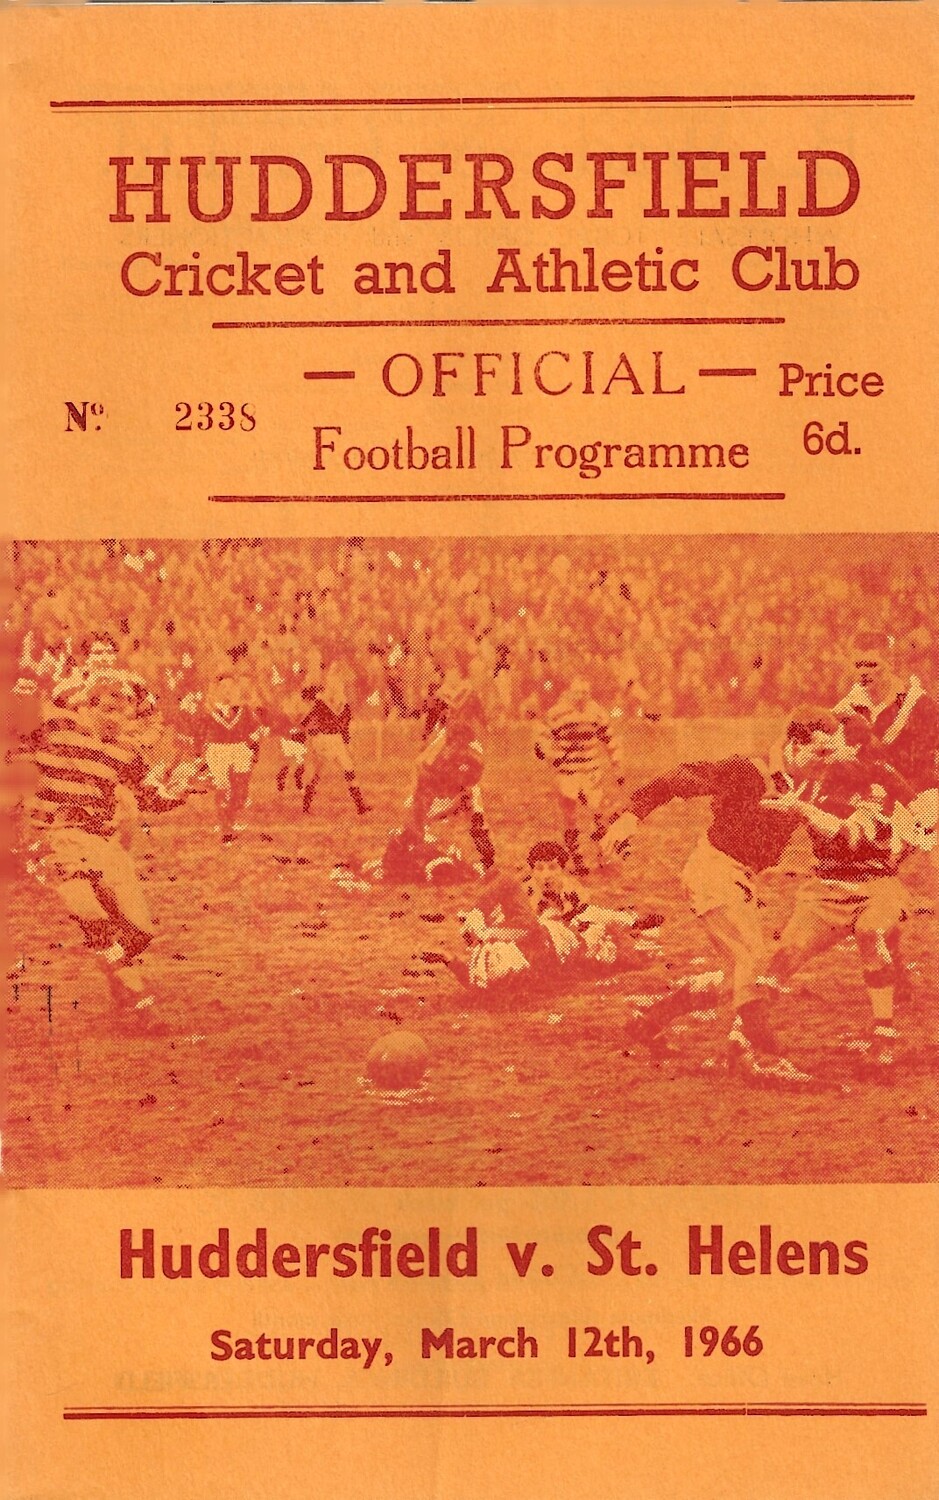 HUDDERSFIELD
Cricket and Athletic Club
— OFFICIAL —
Football Programme
Nº. 2338
Price
6d.
Huddersfield v. St. Helens
Saturday, March 12th, 1966